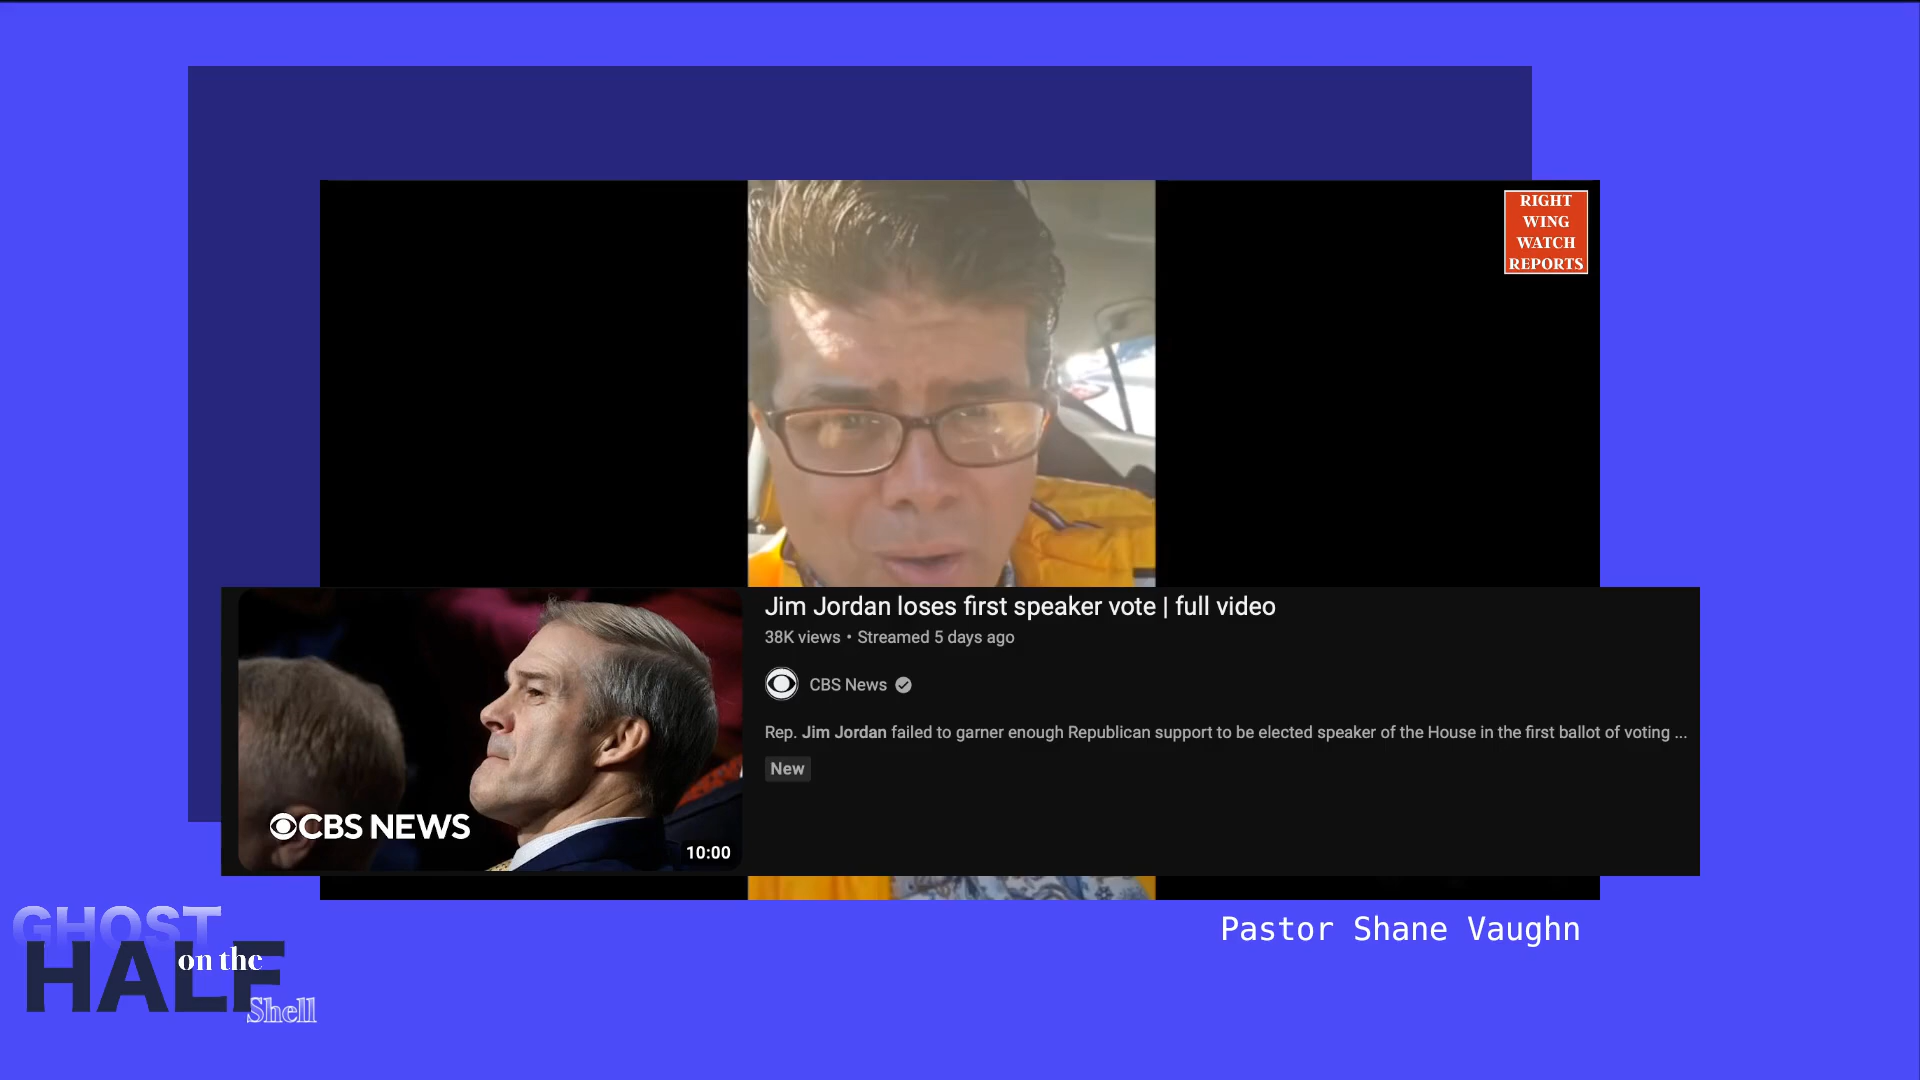 RIGHT
WING
WATCH
REPORTS
Jim Jordan loses first speaker vote | full video
38K views • Streamed 5 days ago
CBS News
Rep. Jim Jordan failed to garner enough Republican support to be elected speaker of the House in the first ballot of voting ...
New
CBS NEWS
10:00
Pastor Shane Vaughn
GHOST
on the
HALF
Shell